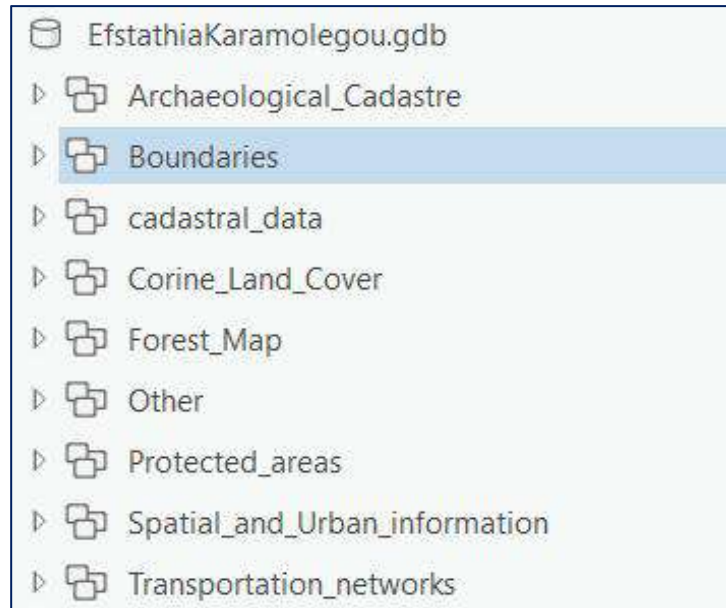 EfstathiaKaramolegou.gdb
Archaeological_Cadastre
Boundaries
cadastral_data
Corine_Land_Cover
Forest_Map
Other
Protected_areas
Spatial_and_Urban_information
Transportation_networks